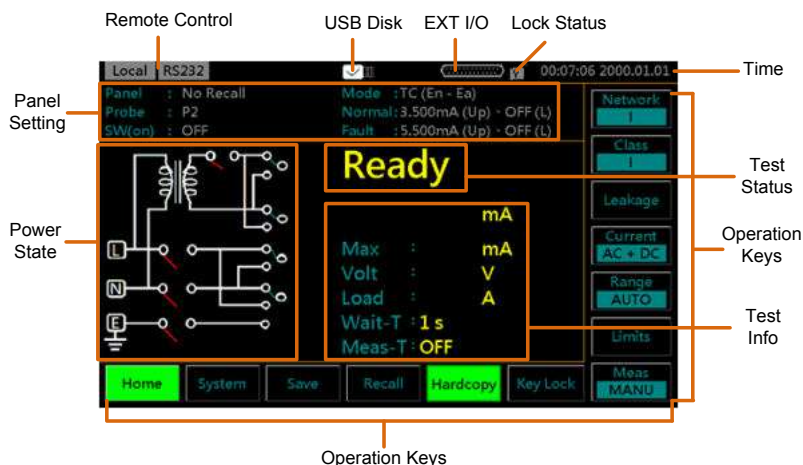 Remote Control
USB Disk
EXT I/O
Lock Status
Local RS232
00:07:06 2000.01.01
Time
Panel Setting
Panel : No Recall
Mode :TC (En - Ea)
Probe : P2
Normal:3.500mA (Up) - OFF (L)
SW(on) : OFF
Fault :5.500mA (Up) - OFF (L)
Network
I
Class
I
Leakage
Current
AC + DC
Range
AUTO
Limits
Meas
MANU
Ready
Test Status
Operation Keys
Power State
L
N
E
mA
Max : mA
Volt : V
Load : A
Wait-T : 1 s
Meas-T : OFF
Test Info
Home
System
Save
Recall
Hardcopy
Key Lock
Operation Keys